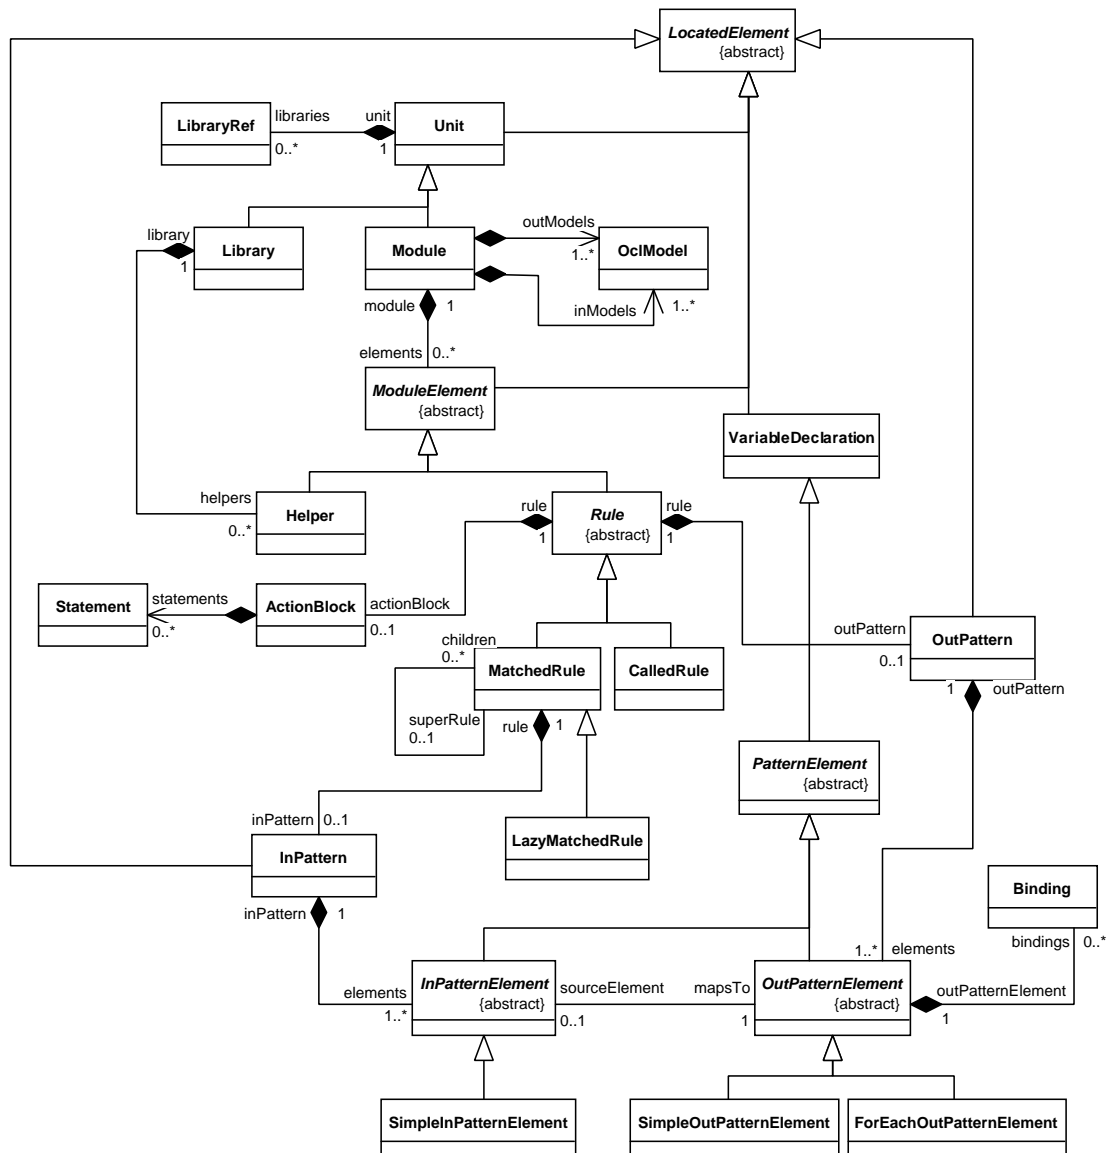 LocatedElement
{abstract}
LibraryRef
libraries
0..*
unit
1
Unit
library
1
Library
Module
outModels
1..*
OclModel
inModels
1..*
module
1
elements
0..*
ModuleElement
{abstract}
VariableDeclaration
helpers
0..*
Helper
rule
1
Rule
{abstract}
rule
1
Statement
statements
0..*
ActionBlock
actionBlock
0..1
children
0..*
MatchedRule
CalledRule
outPattern
0..1
OutPattern
1
outPattern
superRule
0..1
rule
1
PatternElement
{abstract}
inPattern
0..1
InPattern
LazyMatchedRule
inPattern
1
Binding
bindings
0..*
1..*
elements
elements
1..*
InPatternElement
{abstract}
sourceElement
0..1
mapsTo
1
OutPatternElement
{abstract}
outPatternElement
1
SimpleInPatternElement
SimpleOutPatternElement
ForEachOutPatternElement